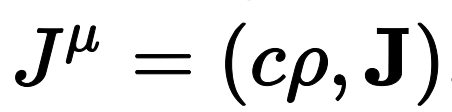 J^μ = (cρ, **J**).